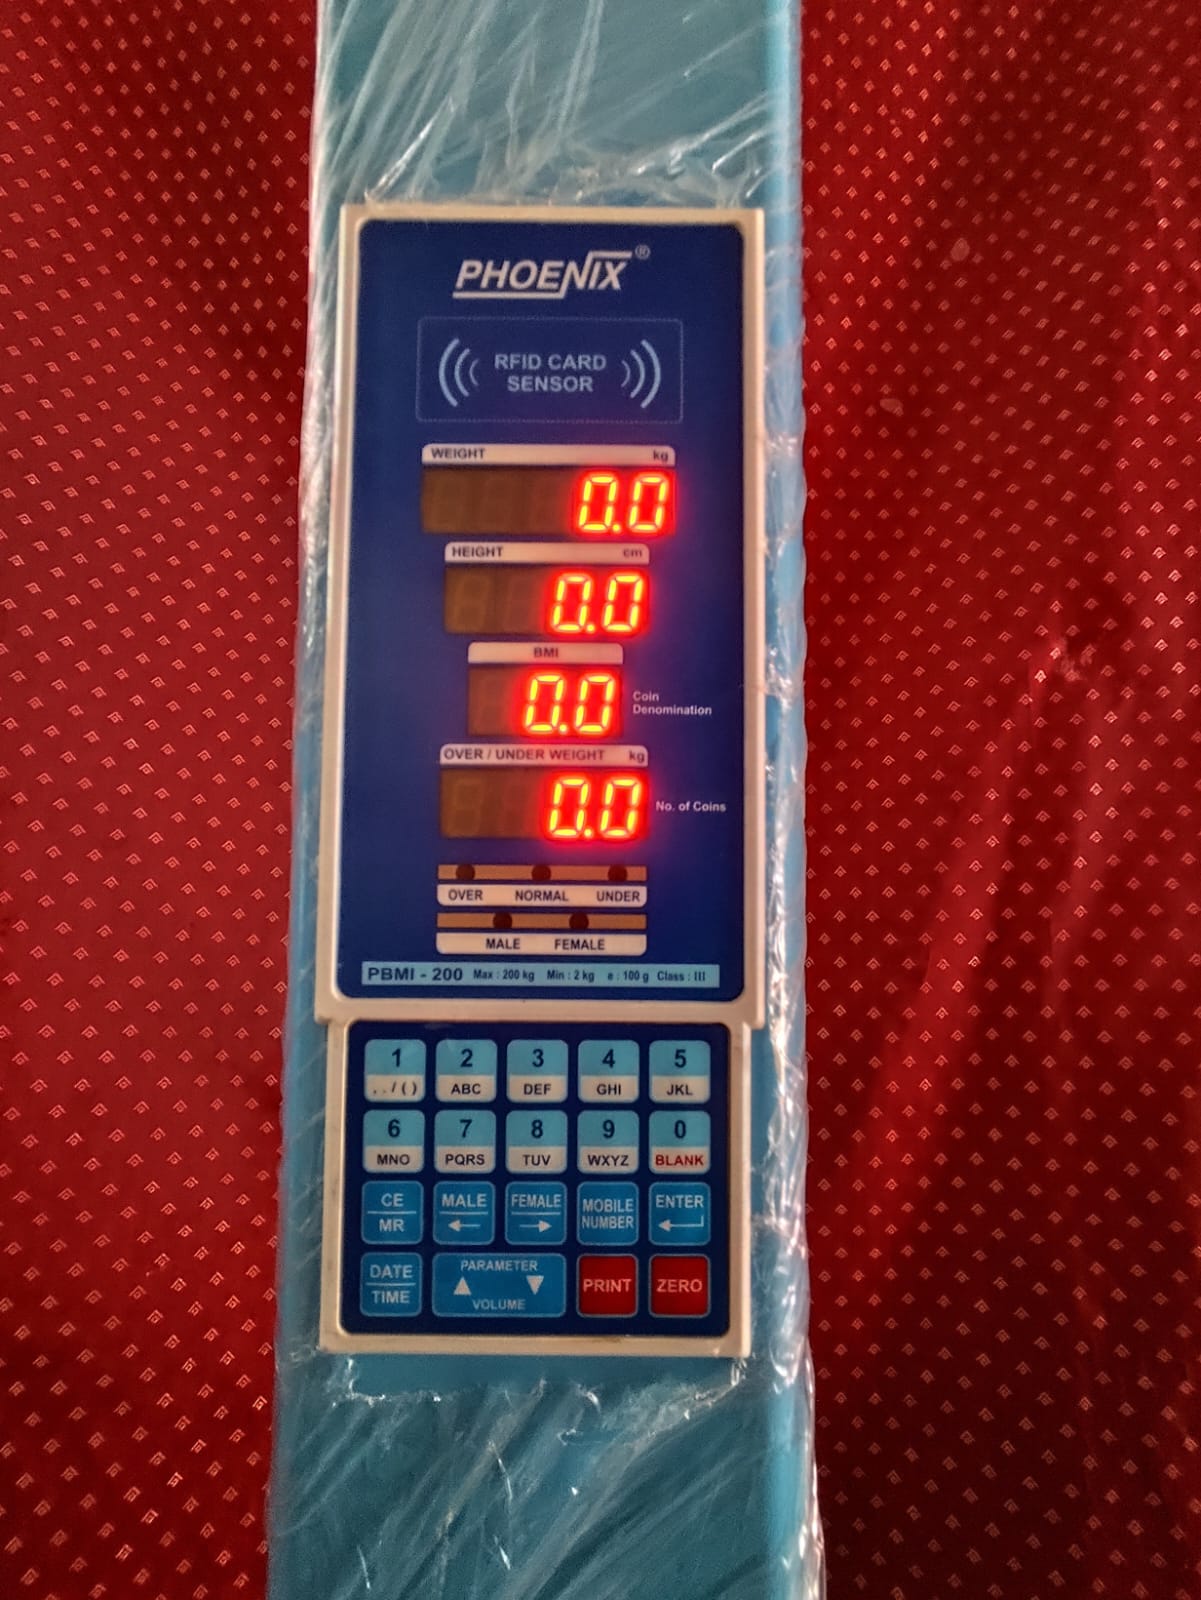 PHOENIX®
RFID CARD
SENSOR
WEIGHT kg
0.0
HEIGHT cm
0.0
BMI
0.0
Coin
Denomination
OVER / UNDER WEIGHT kg
0.0
No. of Coins
OVER NORMAL UNDER
MALE FEMALE
PBMI - 200 Max : 200 kg Min : 2 kg e : 100 g Class : III
1 2 3 4 5
. . / ( ) ABC DEF GHI JKL
6 7 8 9 0
MNO PQRS TUV WXYZ BLANK
CE MALE FEMALE MOBILE ENTER
MR ← → NUMBER ↵
DATE PARAMETER PRINT ZERO
TIME ▲ ▼
VOLUME